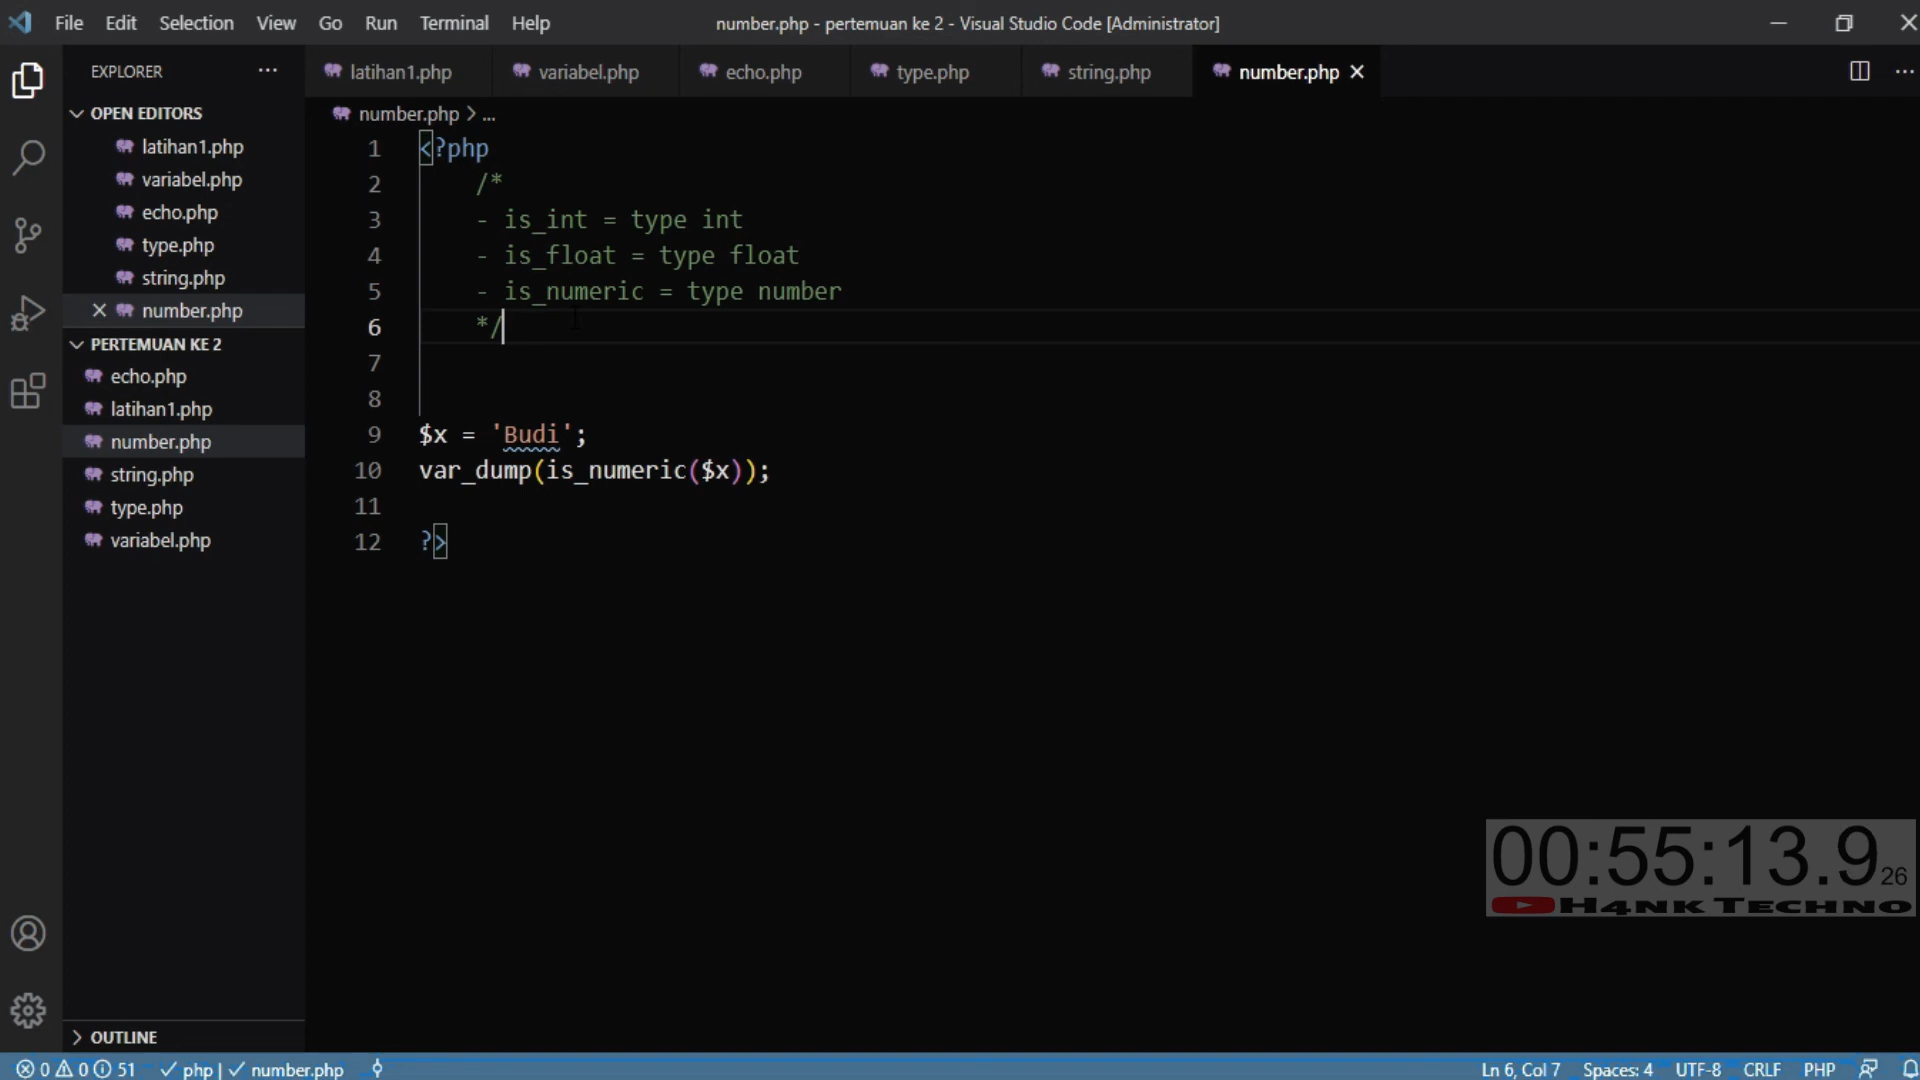 File Edit Selection View Go Run Terminal Help
number.php - pertemuan ke 2 - Visual Studio Code [Administrator]
EXPLORER
OPEN EDITORS
latihan1.php
variabel.php
echo.php
type.php
string.php
number.php
PERTEMUAN KE 2
echo.php
latihan1.php
number.php
string.php
type.php
variabel.php
OUTLINE
latihan1.php variabel.php echo.php type.php string.php number.php
number.php > ...
1 <?php
2 /*
3 - is_int = type int
4 - is_float = type float
5 - is_numeric = type number
6 */
7
8
9 $x = 'Budi';
10 var_dump(is_numeric($x));
11
12 ?>
00:55:13.926
H4NK TECHNO
0 0 51 php | number.php
Ln 6, Col 7 Spaces: 4 UTF-8 CRLF PHP